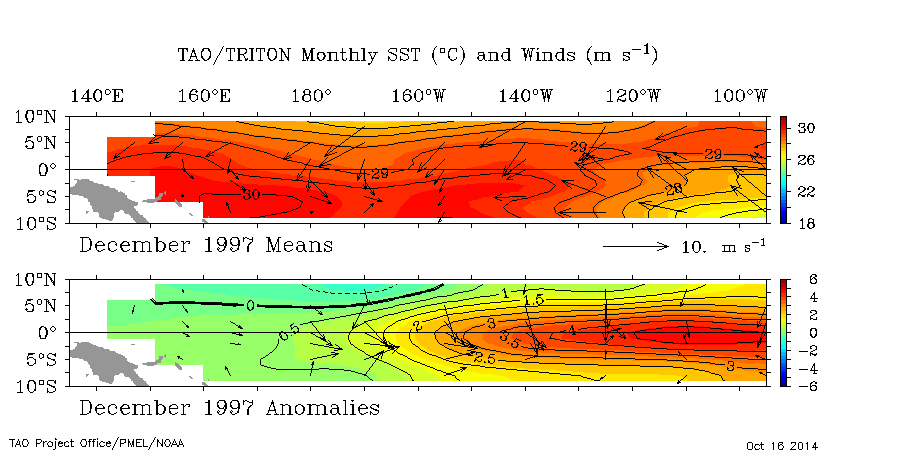 TAO/TRITON Monthly SST (°C) and Winds (m s⁻¹)
140°E 160°E 180° 160°W 140°W 120°W 100°W
10°N
5°N
0°
5°S
10°S
29 29 29
30 28
30
26
22
18
December 1997 Means
10. m s⁻¹
10°N
5°N
0°
5°S
10°S
0 1 1.5
0.5 2 3 3.5 4
2.5 3
6
4
2
0
−2
−4
−6
December 1997 Anomalies
TAO Project Office/PMEL/NOAA
Oct 16 2014